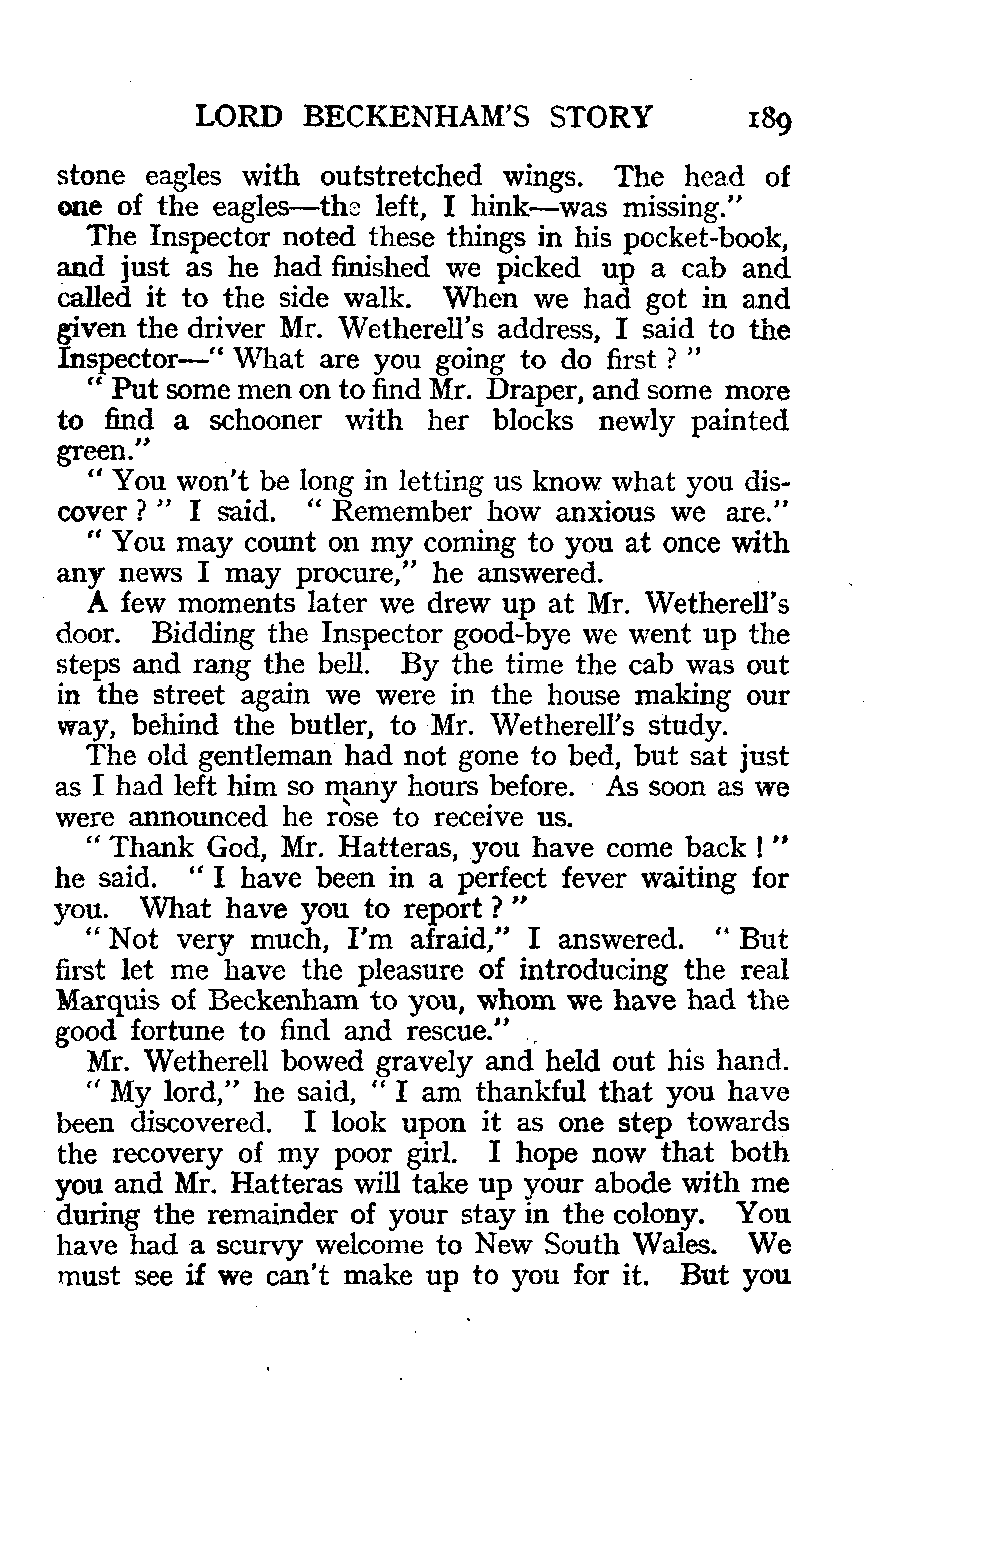 LORD BECKENHAM'S STORY 189
stone eagles with outstretched wings. The head of
one of the eagles—the left, I hink—was missing."
The Inspector noted these things in his pocket-book,
and just as he had finished we picked up a cab and
called it to the side walk. When we had got in and
given the driver Mr. Wetherell's address, I said to the
Inspector—" What are you going to do first ? "
" Put some men on to find Mr. Draper, and some more
to find a schooner with her blocks newly painted
green."
" You won't be long in letting us know what you dis-
cover ? " I said. " Remember how anxious we are."
" You may count on my coming to you at once with
any news I may procure," he answered.
A few moments later we drew up at Mr. Wetherell's
door. Bidding the Inspector good-bye we went up the
steps and rang the bell. By the time the cab was out
in the street again we were in the house making our
way, behind the butler, to Mr. Wetherell's study.
The old gentleman had not gone to bed, but sat just
as I had left him so many hours before. As soon as we
were announced he rose to receive us.
" Thank God, Mr. Hatteras, you have come back ! "
he said. " I have been in a perfect fever waiting for
you. What have you to report ? "
" Not very much, I'm afraid," I answered. " But
first let me have the pleasure of introducing the real
Marquis of Beckenham to you, whom we have had the
good fortune to find and rescue."
Mr. Wetherell bowed gravely and held out his hand.
" My lord," he said, " I am thankful that you have
been discovered. I look upon it as one step towards
the recovery of my poor girl. I hope now that both
you and Mr. Hatteras will take up your abode with me
during the remainder of your stay in the colony. You
have had a scurvy welcome to New South Wales. We
must see if we can't make up to you for it. But you